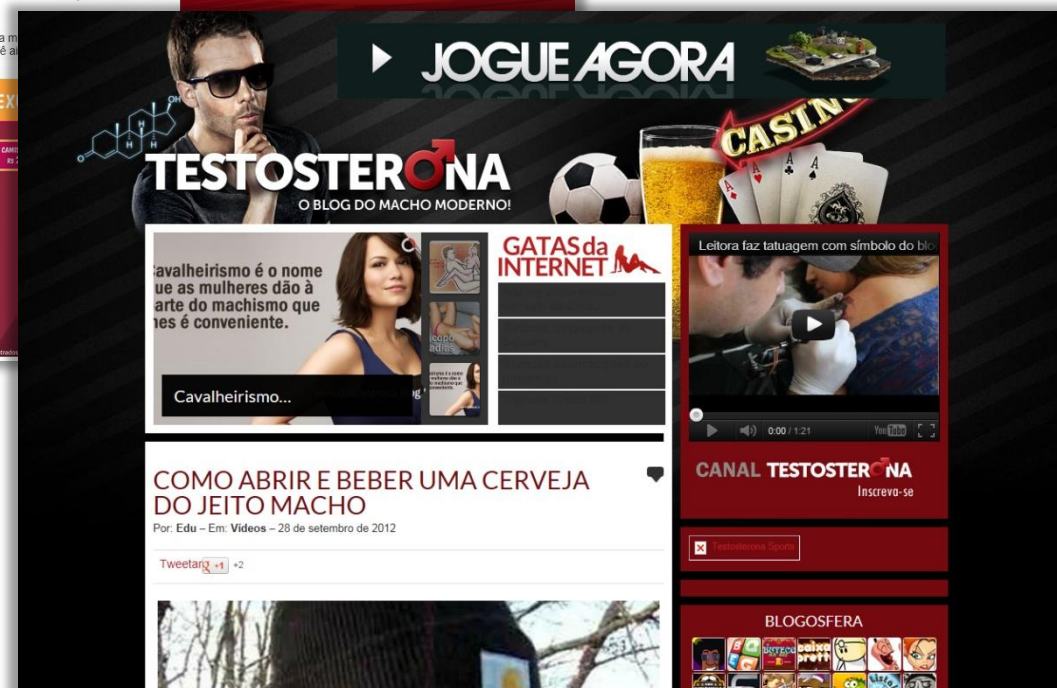 JOGUE AGORA
OH
H
H
H
O
CASINO
A
A
A
A
TESTOSTERONA
O BLOG DO MACHO MODERNO!
avalheirismo é o nome
ue as mulheres dão à
arte do machismo que
hes é conveniente.
Cavalheirismo...
GATAS da
INTERNET
Leitora faz tatuagem com símbolo do blo
0:00 / 1:21
YouTube
CANAL TESTOSTERONA
Inscreva-se
COMO ABRIR E BEBER UMA CERVEJA
DO JEITO MACHO
Por: Edu – Em: Vídeos – 28 de setembro de 2012
Tweetar +1 +2
Testosterona Sports
BLOGOSFERA